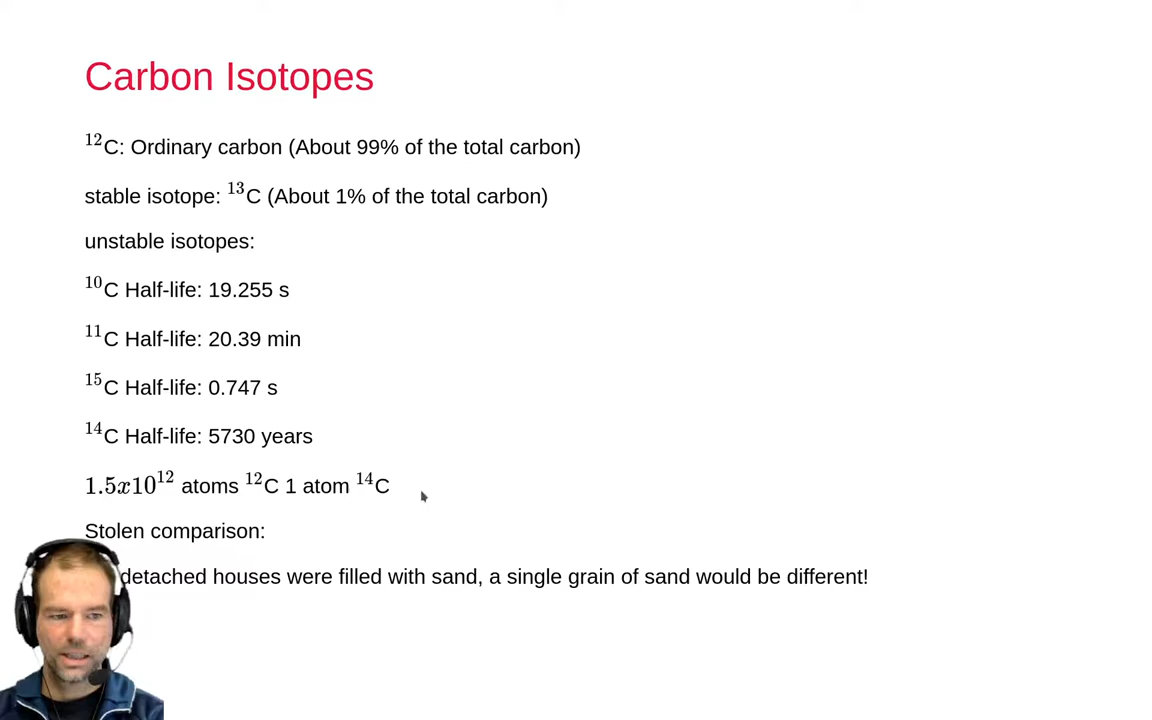 Carbon Isotopes
¹²C: Ordinary carbon (About 99% of the total carbon)
stable isotope: ¹³C (About 1% of the total carbon)
unstable isotopes:
¹⁰C Half-life: 19.255 s
¹¹C Half-life: 20.39 min
¹⁵C Half-life: 0.747 s
¹⁴C Half-life: 5730 years
1.5x10¹² atoms ¹²C 1 atom ¹⁴C
Stolen comparison:
detached houses were filled with sand, a single grain of sand would be different!